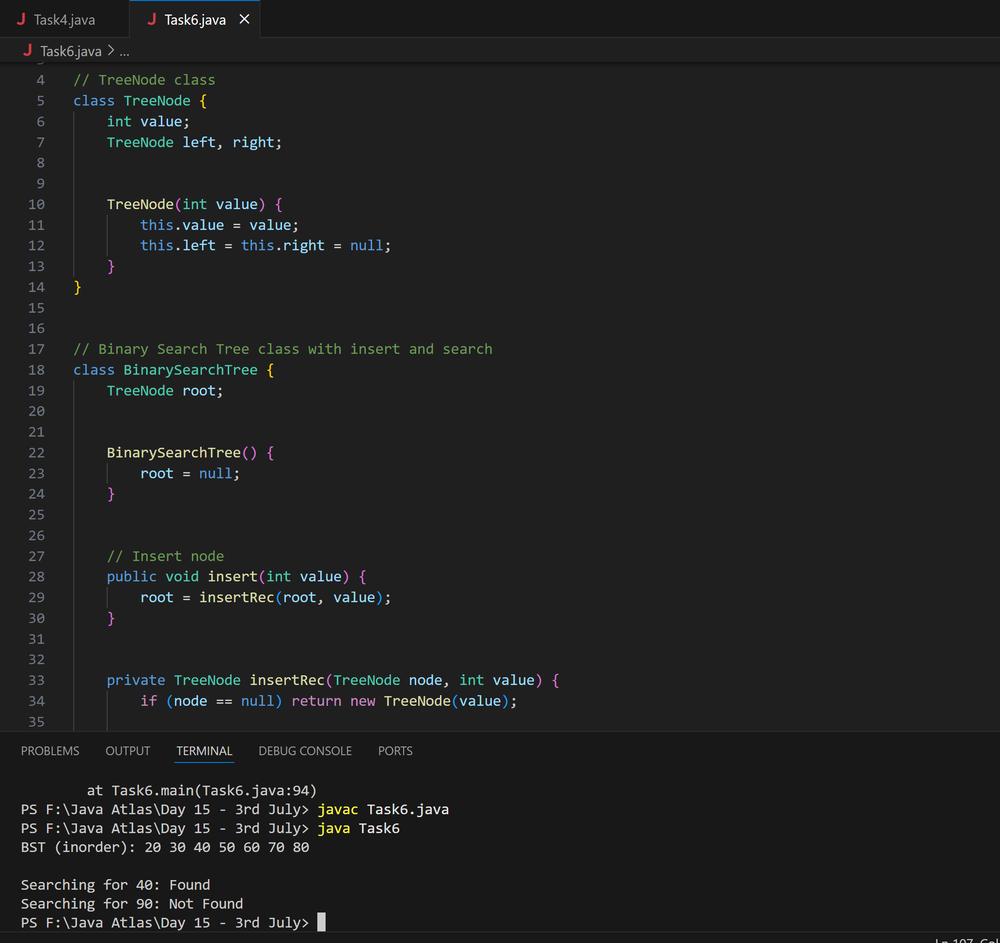 Task4.java
Task6.java
Task6.java > ...
4 // TreeNode class
5 class TreeNode {
6     int value;
7     TreeNode left, right;
8
9
10     TreeNode(int value) {
11         this.value = value;
12         this.left = this.right = null;
13     }
14 }
15
16
17 // Binary Search Tree class with insert and search
18 class BinarySearchTree {
19     TreeNode root;
20
21
22     BinarySearchTree() {
23         root = null;
24     }
25
26
27     // Insert node
28     public void insert(int value) {
29         root = insertRec(root, value);
30     }
31
32
33     private TreeNode insertRec(TreeNode node, int value) {
34         if (node == null) return new TreeNode(value);
35
PROBLEMS OUTPUT TERMINAL DEBUG CONSOLE PORTS
        at Task6.main(Task6.java:94)
PS F:\Java Atlas\Day 15 - 3rd July> javac Task6.java
PS F:\Java Atlas\Day 15 - 3rd July> java Task6
BST (inorder): 20 30 40 50 60 70 80
Searching for 40: Found
Searching for 90: Not Found
PS F:\Java Atlas\Day 15 - 3rd July>